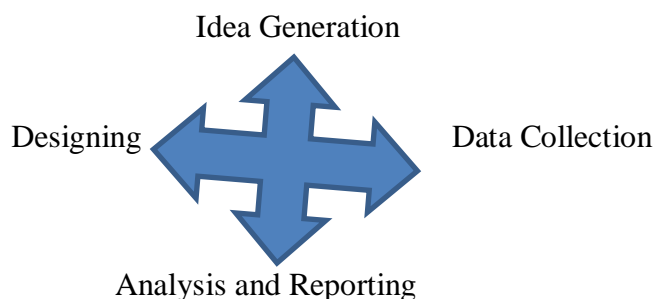 Idea Generation
Designing
Data Collection
Analysis and Reporting